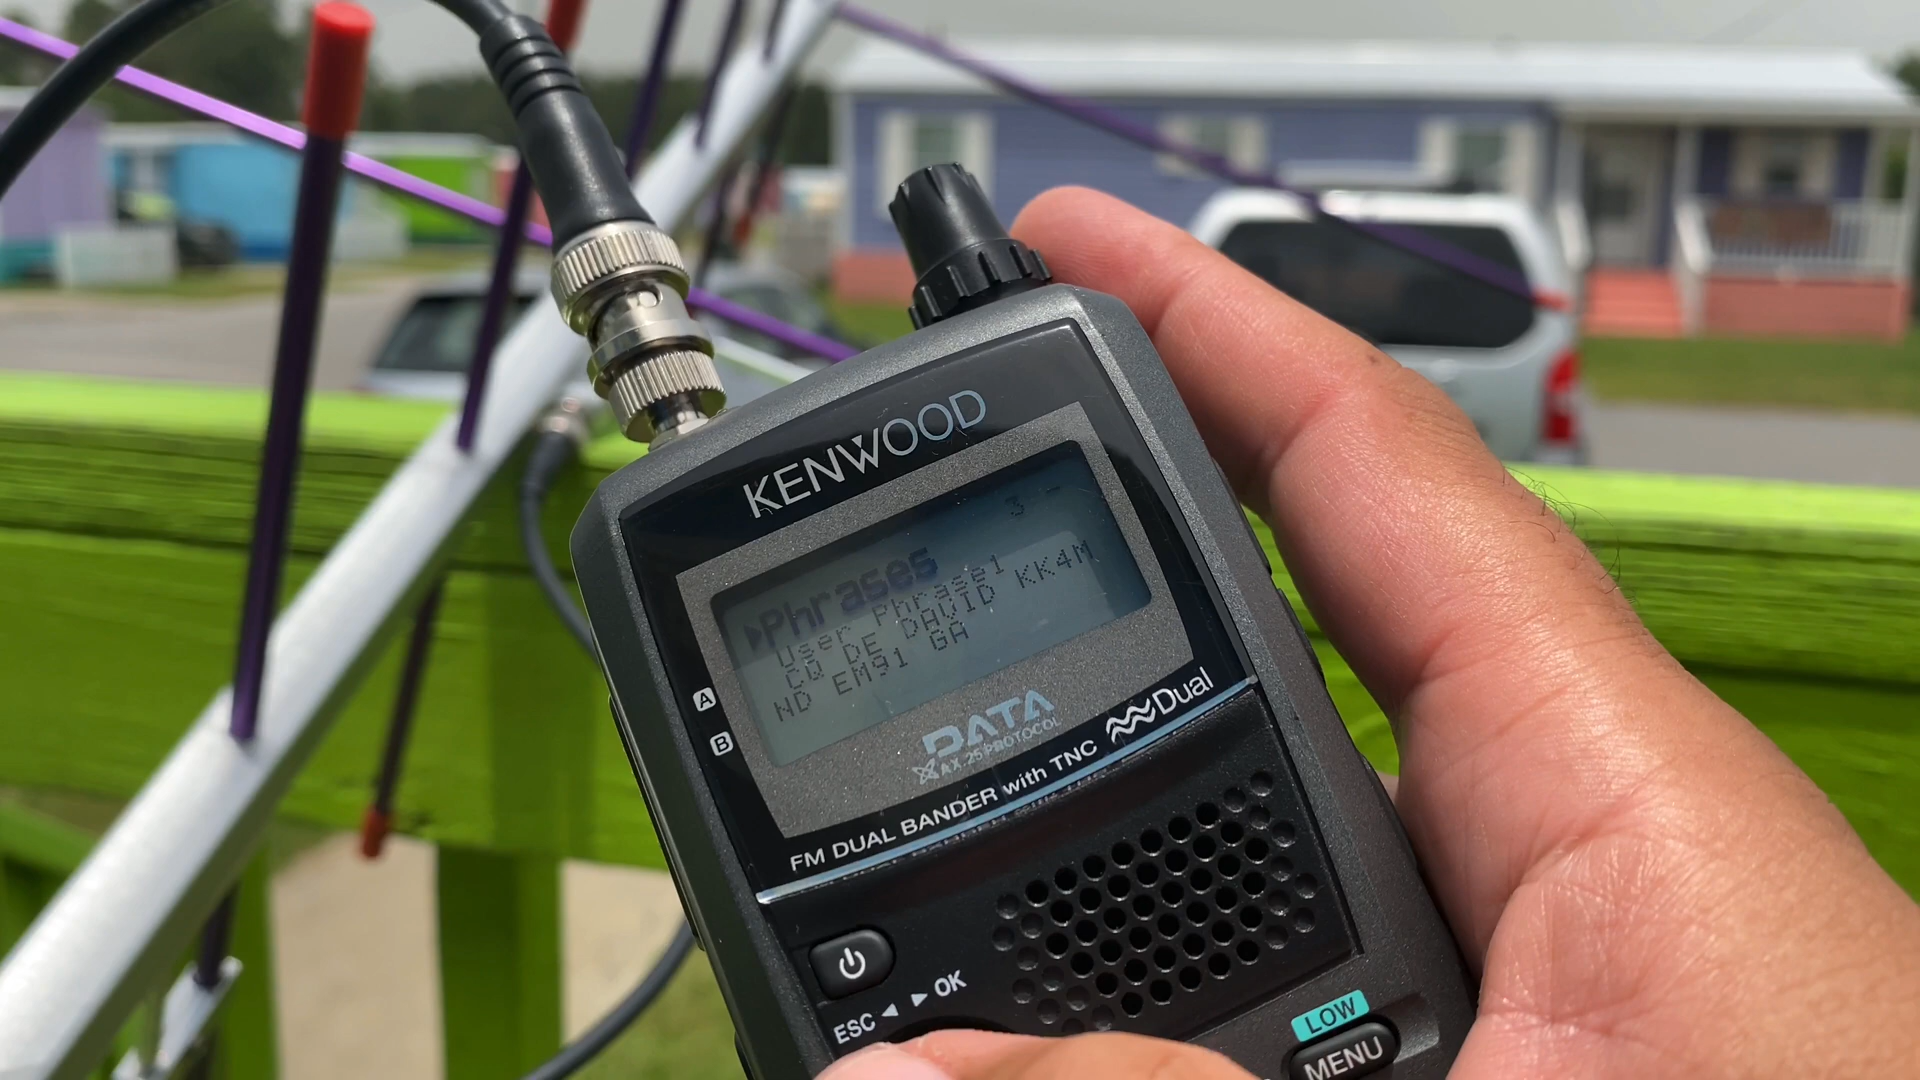 KENWOOD
3 -
▸Phrases
User Phrase1
CQ DE DAVID KK4M
ND EM91 GA
A
B
DATA
AX.25 PROTOCOL
FM DUAL BANDER with TNC Dual
ESC ◀ ▶ OK
LOW
MENU